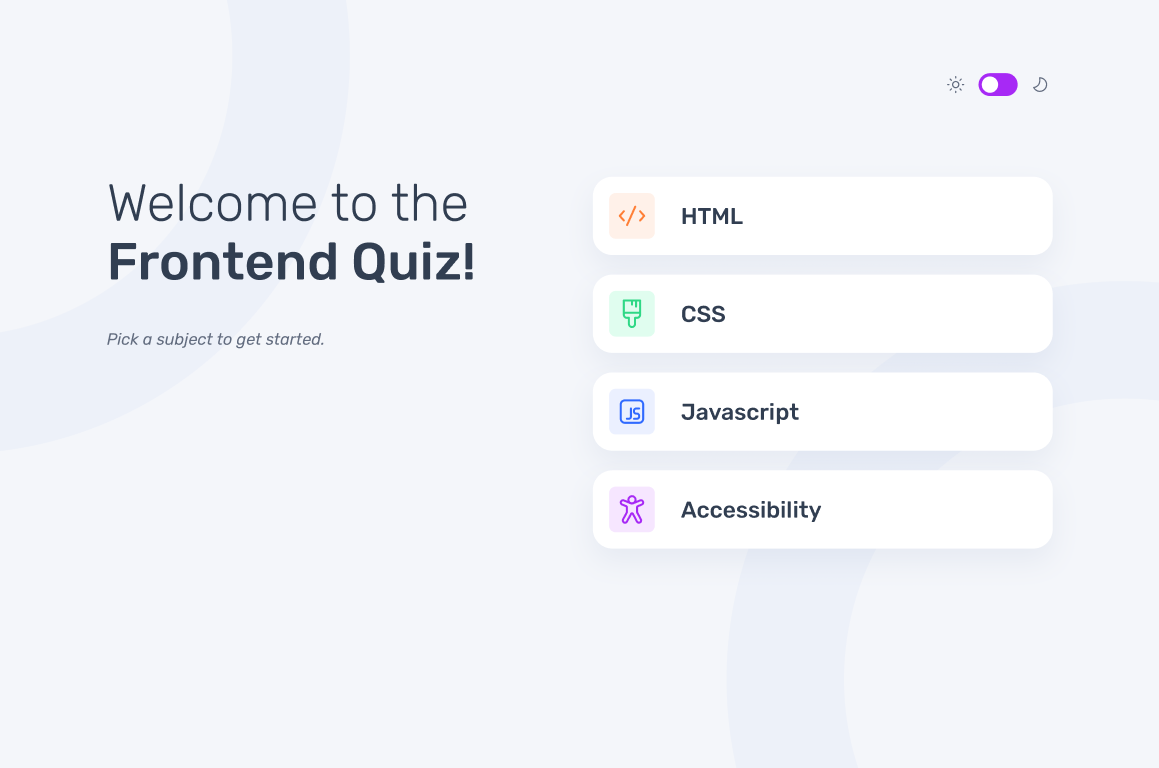 Welcome to the
Frontend Quiz!
Pick a subject to get started.
HTML
CSS
JS
Javascript
Accessibility